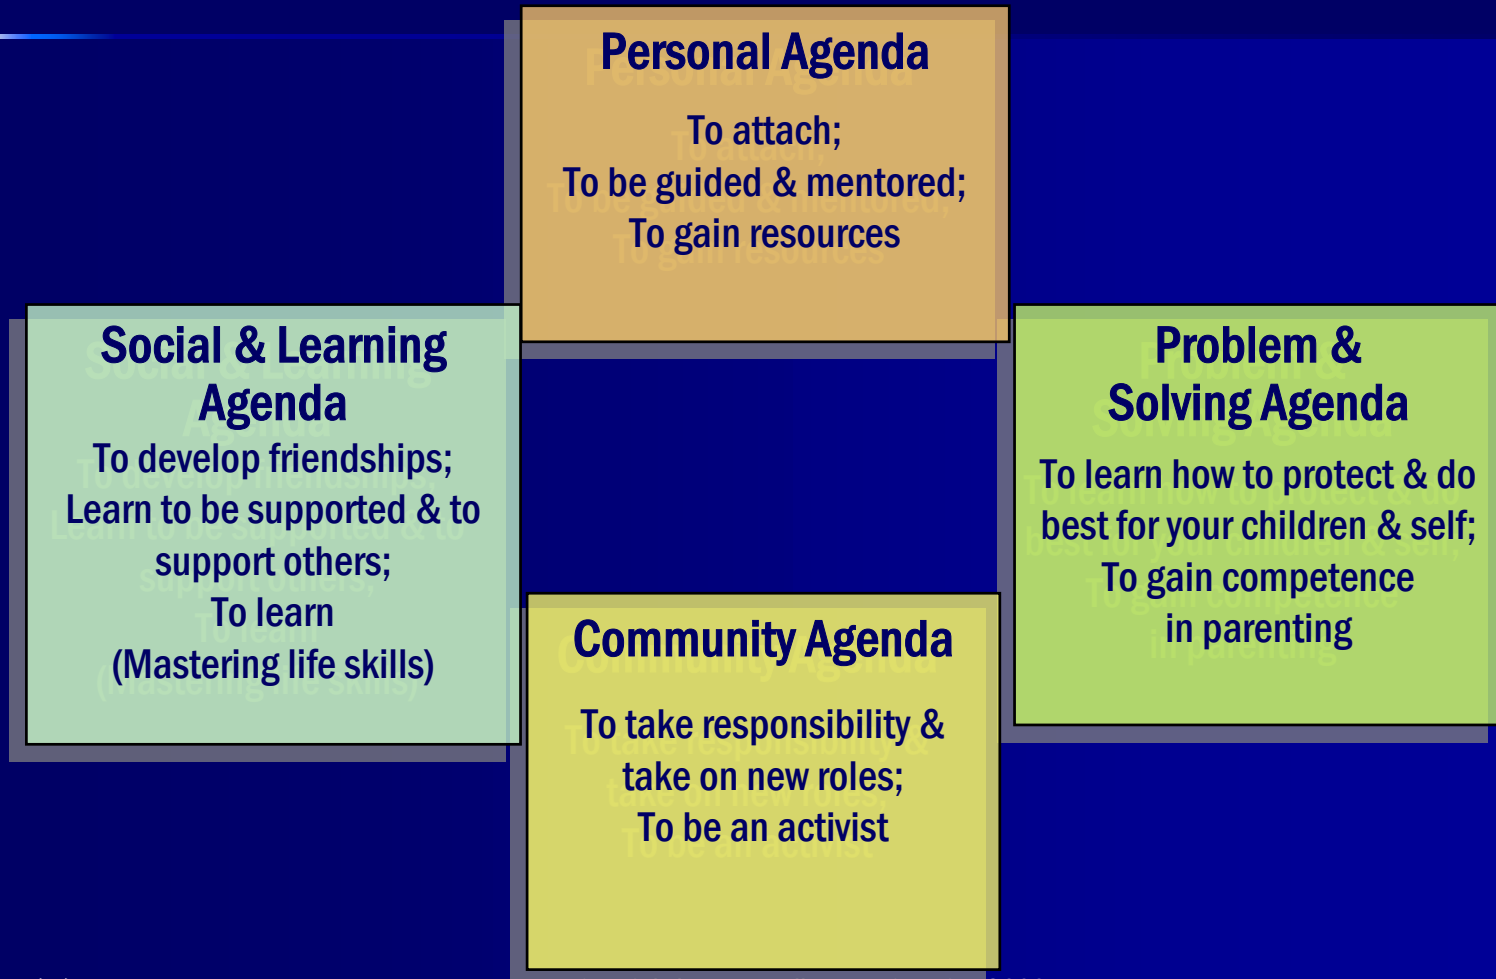 Personal Agenda
To attach;
To be guided & mentored;
To gain resources
Social & Learning
Agenda
To develop friendships;
Learn to be supported & to
support others;
To learn
(Mastering life skills)
Problem &
Solving Agenda
To learn how to protect & do
best for your children & self;
To gain competence
in parenting
Community Agenda
To take responsibility &
take on new roles;
To be an activist